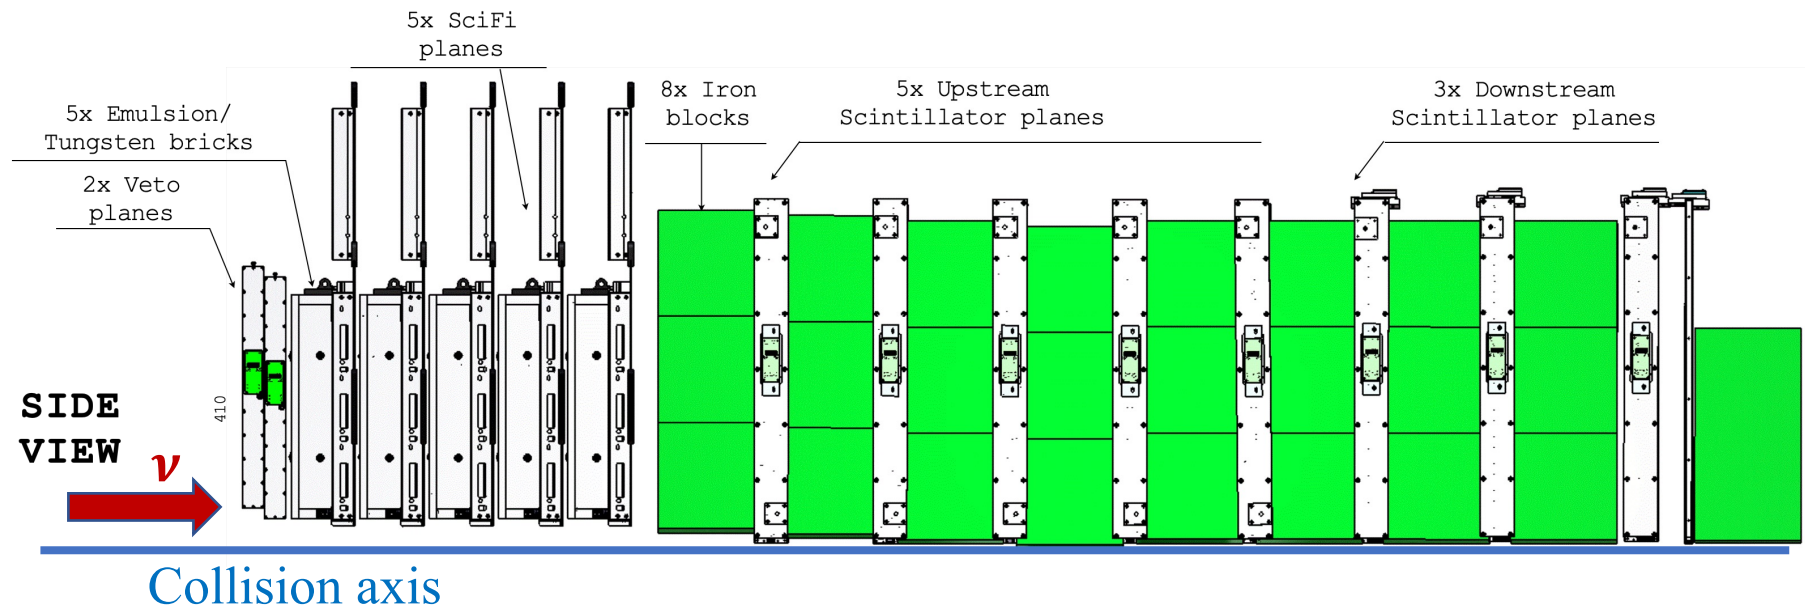 5x SciFi
planes
5x Emulsion/
Tungsten bricks
2x Veto
planes
8x Iron
blocks
5x Upstream
Scintillator planes
3x Downstream
Scintillator planes
410
SIDE
VIEW
ν
Collision axis